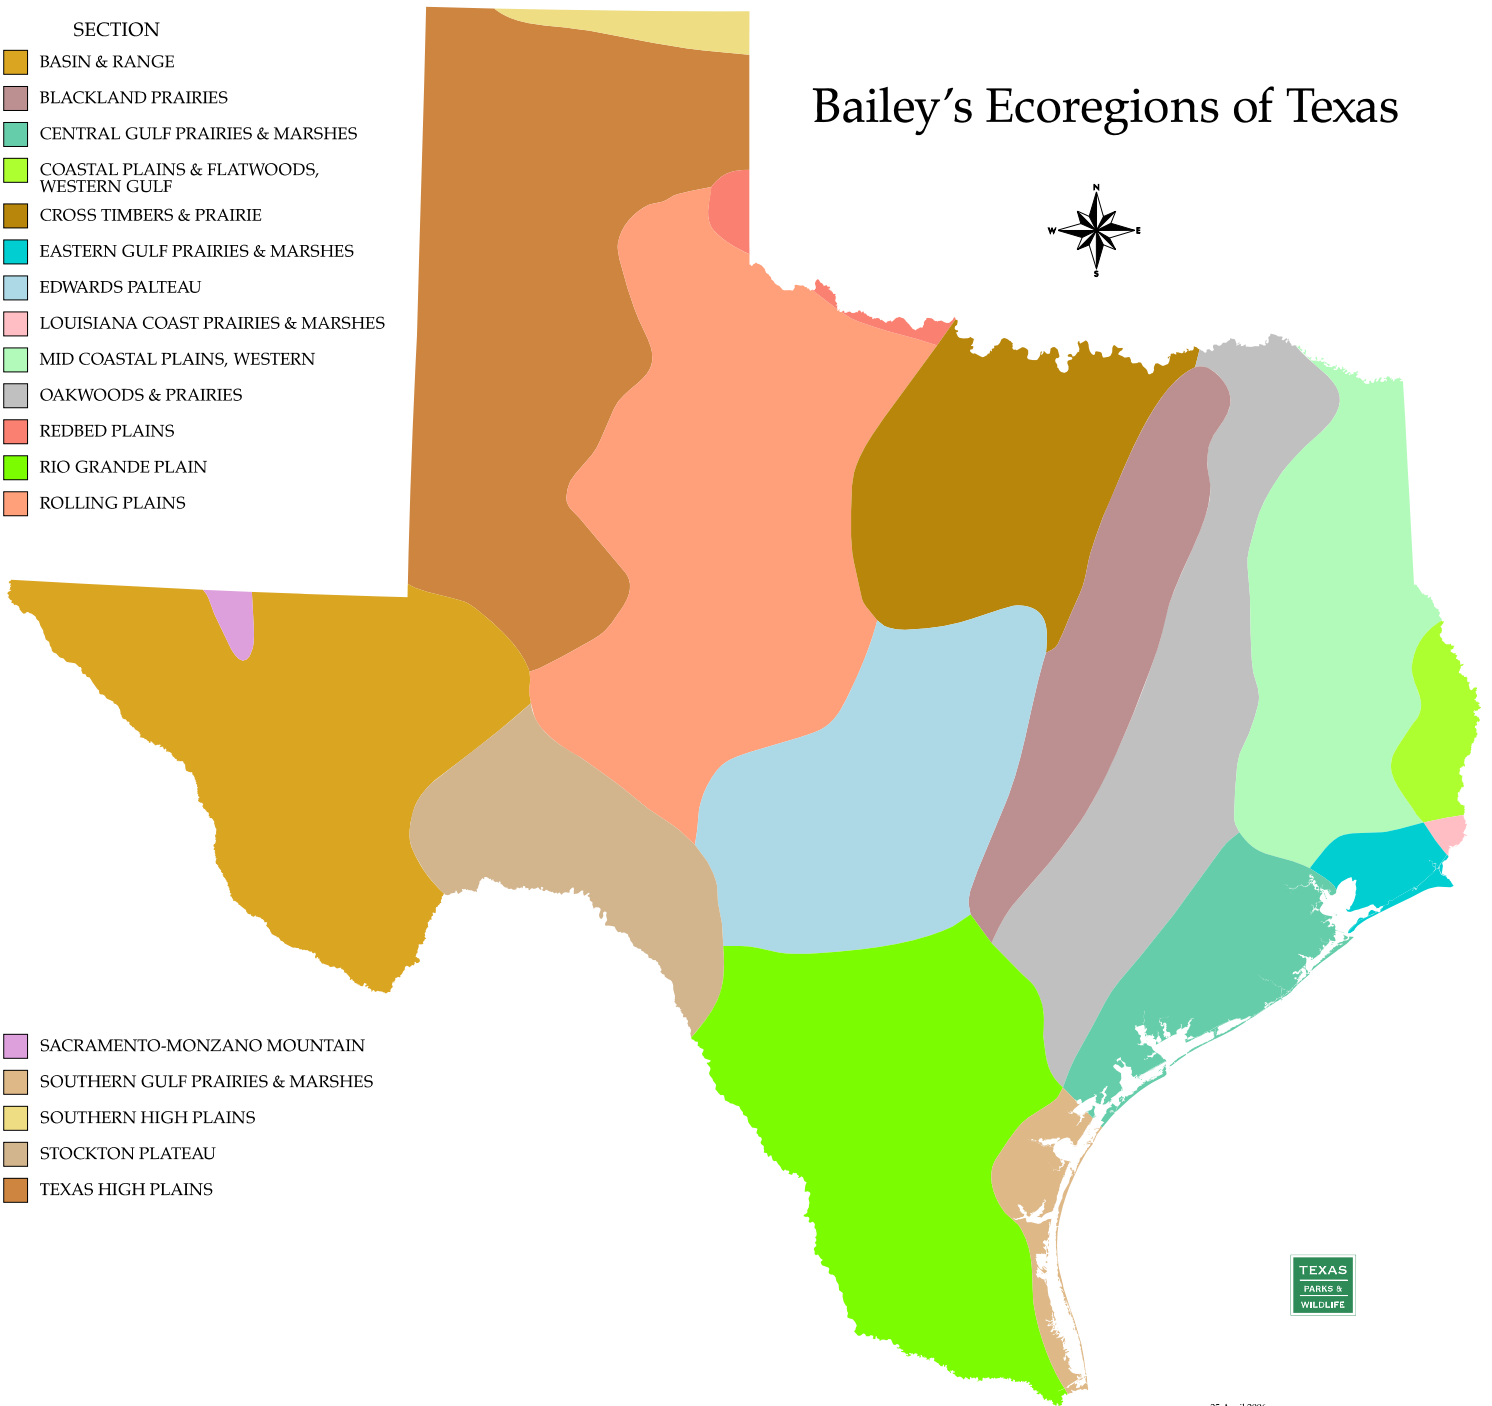 SECTION
BASIN & RANGE
BLACKLAND PRAIRIES
CENTRAL GULF PRAIRIES & MARSHES
COASTAL PLAINS & FLATWOODS,
WESTERN GULF
CROSS TIMBERS & PRAIRIE
EASTERN GULF PRAIRIES & MARSHES
EDWARDS PALTEAU
LOUISIANA COAST PRAIRIES & MARSHES
MID COASTAL PLAINS, WESTERN
OAKWOODS & PRAIRIES
REDBED PLAINS
RIO GRANDE PLAIN
ROLLING PLAINS
Bailey's Ecoregions of Texas
N
W E
S
SACRAMENTO-MONZANO MOUNTAIN
SOUTHERN GULF PRAIRIES & MARSHES
SOUTHERN HIGH PLAINS
STOCKTON PLATEAU
TEXAS HIGH PLAINS
TEXAS
PARKS &
WILDLIFE